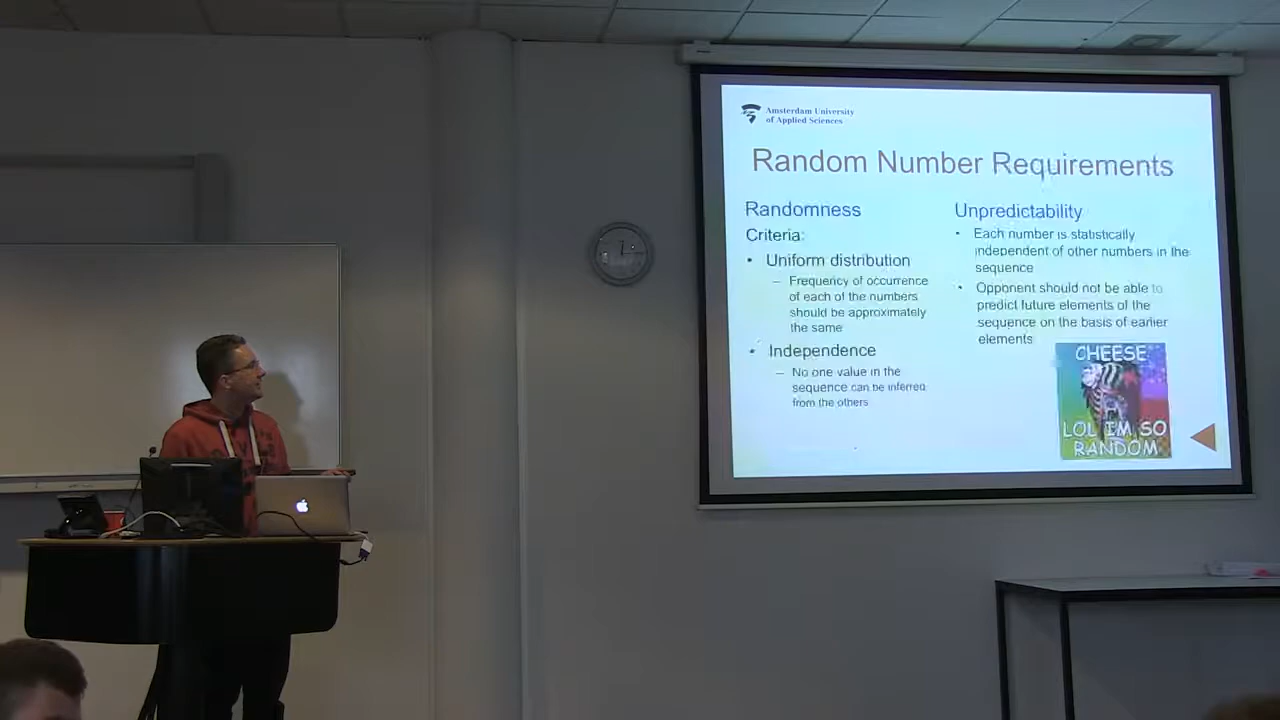 Amsterdam University
of Applied Sciences
Random Number Requirements
Randomness
Criteria:
• Uniform distribution
– Frequency of occurrence
of each of the numbers
should be approximately
the same
• Independence
– No one value in the
sequence can be inferred
from the others
Unpredictability
• Each number is statistically
independent of other numbers in the
sequence
• Opponent should not be able to
predict future elements of the
sequence on the basis of earlier
elements
CHEESE
LOL IM SO
RANDOM